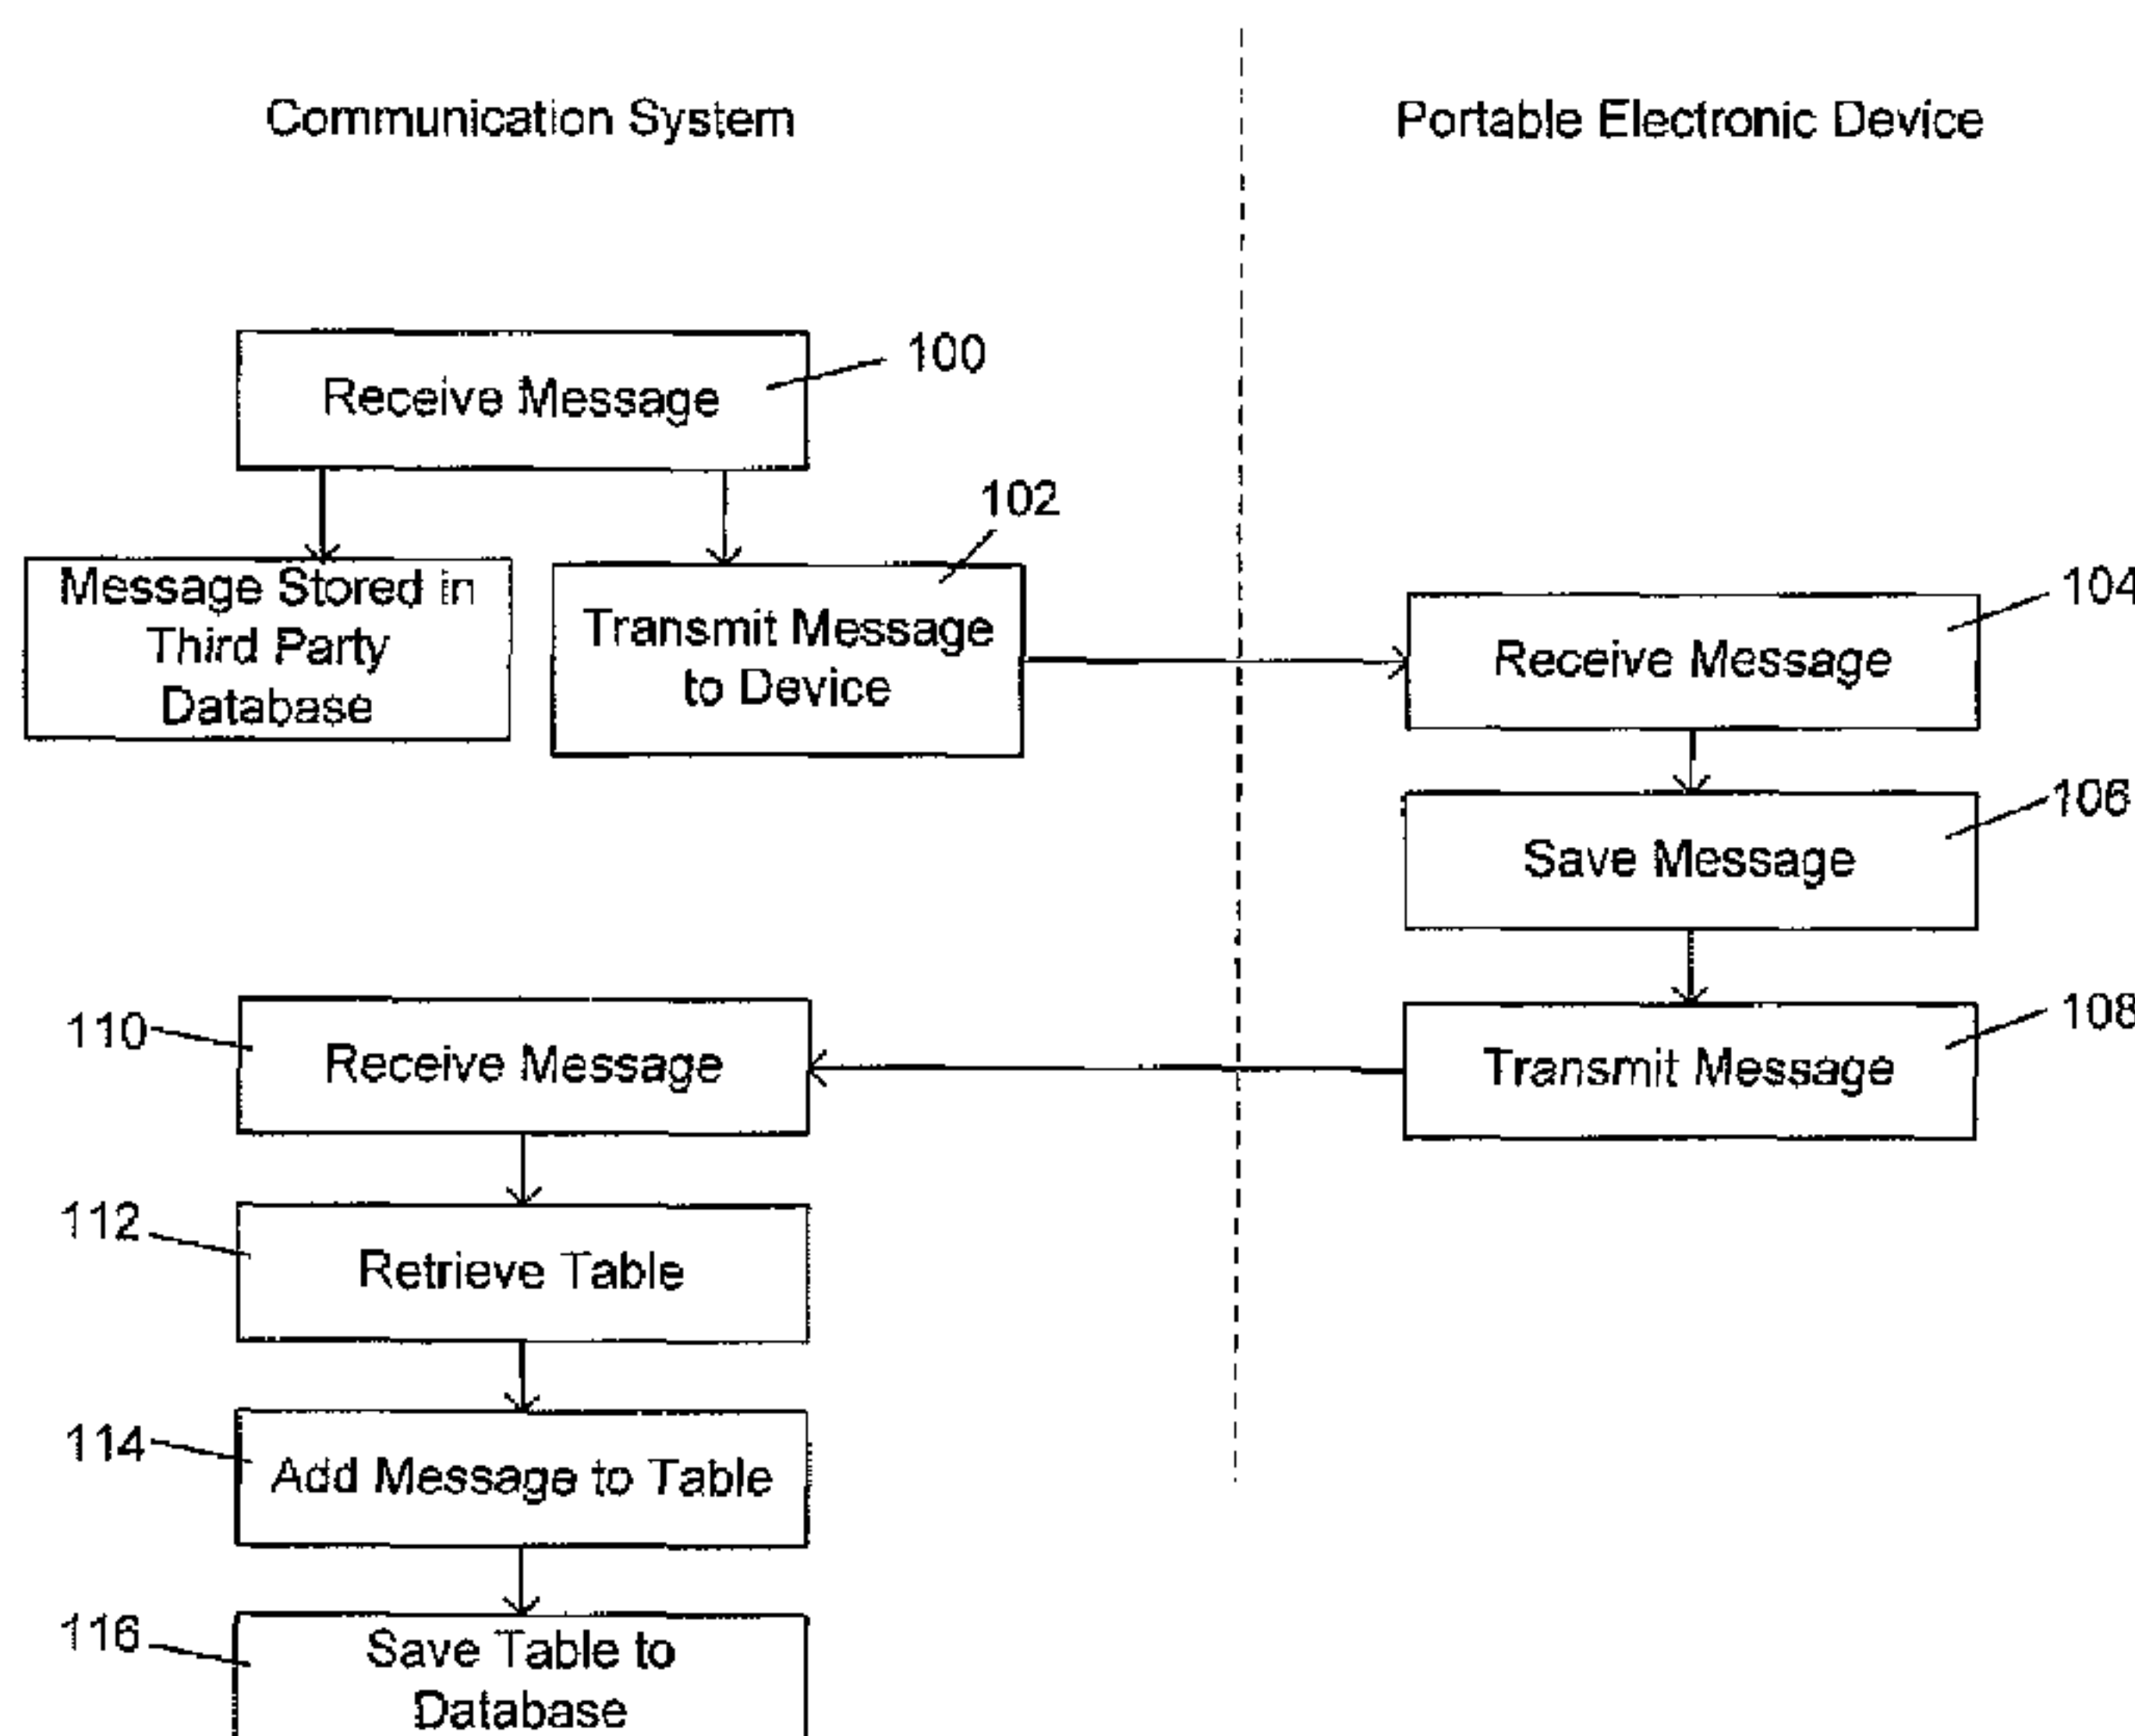 Communication System
Portable Electronic Device
Receive Message
100
Message Stored in
Third Party
Database
102
Transmit Message
to Device
104
Receive Message
106
Save Message
108
Transmit Message
110
Receive Message
112
Retrieve Table
114
Add Message to Table
116
Save Table to
Database